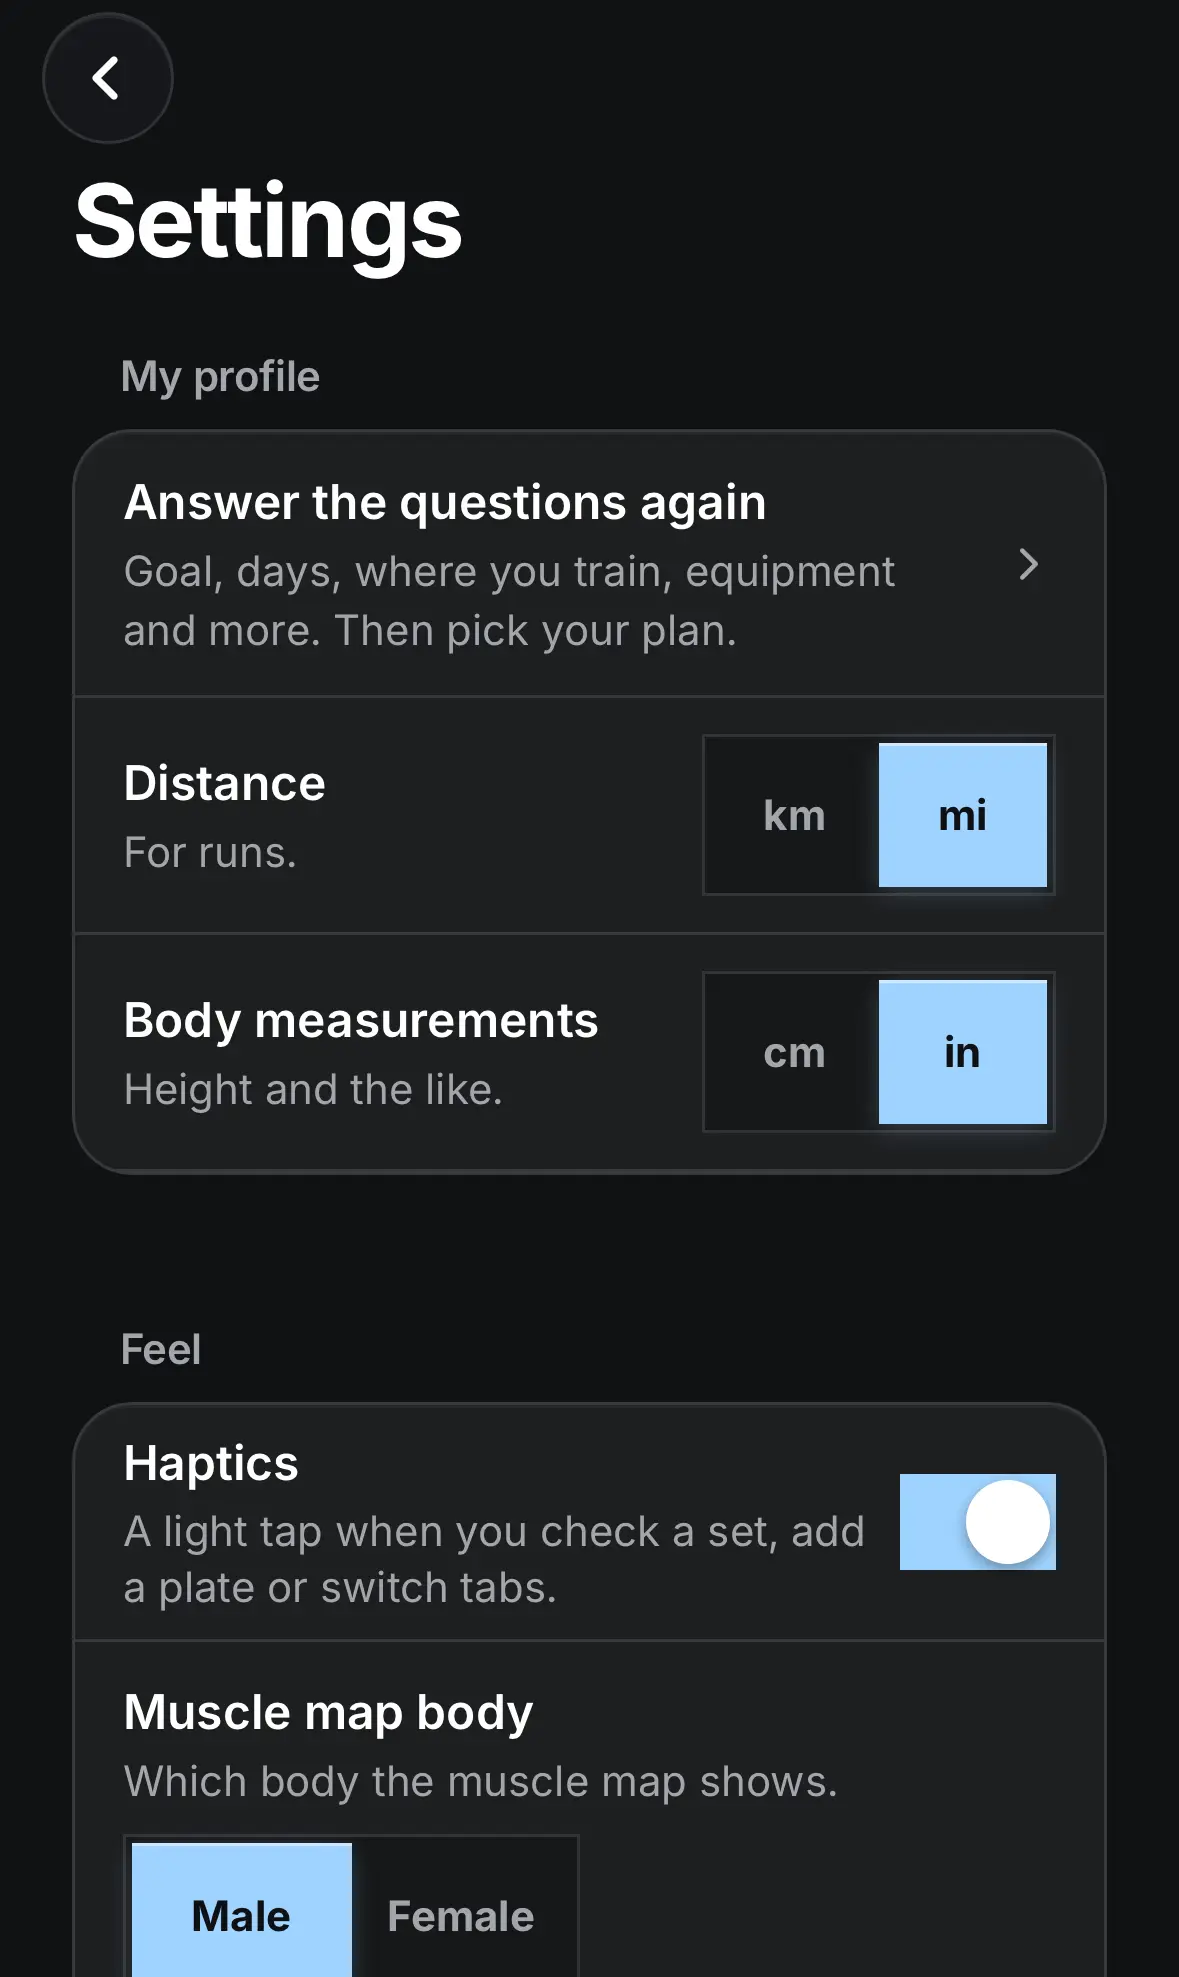 Settings
My profile
Answer the questions again
Goal, days, where you train, equipment
and more. Then pick your plan.
Distance
For runs.
km
mi
Body measurements
Height and the like.
cm
in
Feel
Haptics
A light tap when you check a set, add
a plate or switch tabs.
Muscle map body
Which body the muscle map shows.
Male
Female